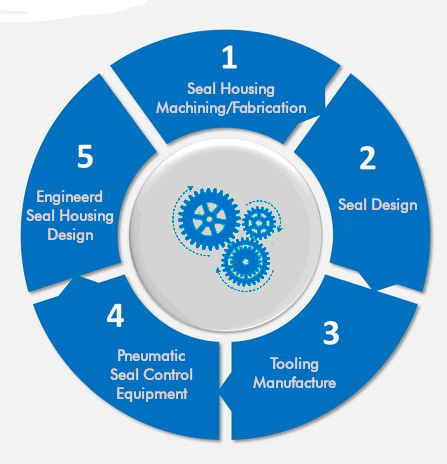 1
Seal Housing
Machining/Fabrication
2
Seal Design
3
Tooling
Manufacture
4
Pneumatic
Seal Control
Equipment
5
Engineerd
Seal Housing
Design